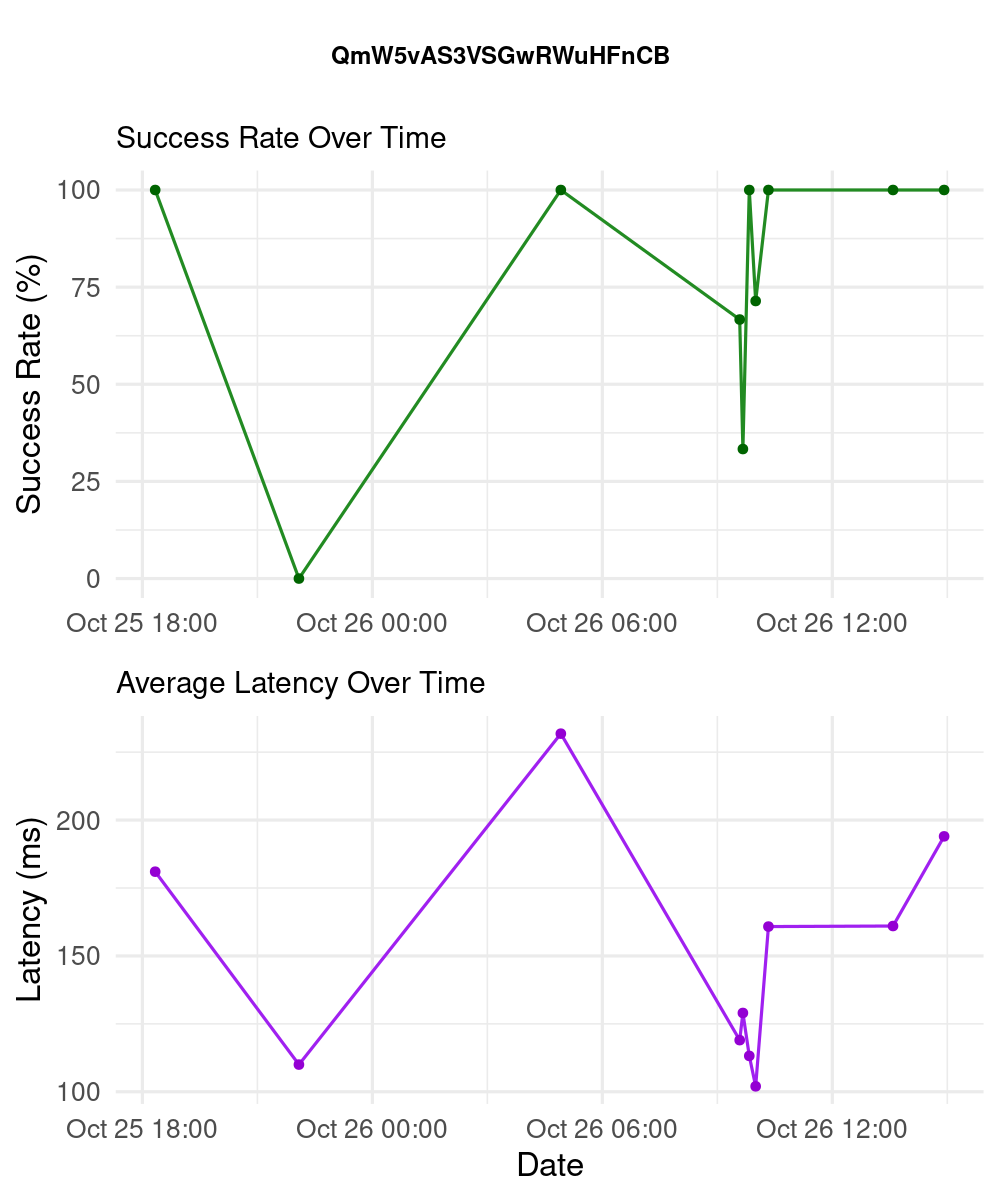 QmW5vAS3VSGwRWuHFnCB
Success Rate Over Time
Success Rate (%)
100
75
50
25
0
Oct 25 18:00 Oct 26 00:00 Oct 26 06:00 Oct 26 12:00
Average Latency Over Time
Latency (ms)
200
150
100
Oct 25 18:00 Oct 26 00:00 Oct 26 06:00 Oct 26 12:00
Date